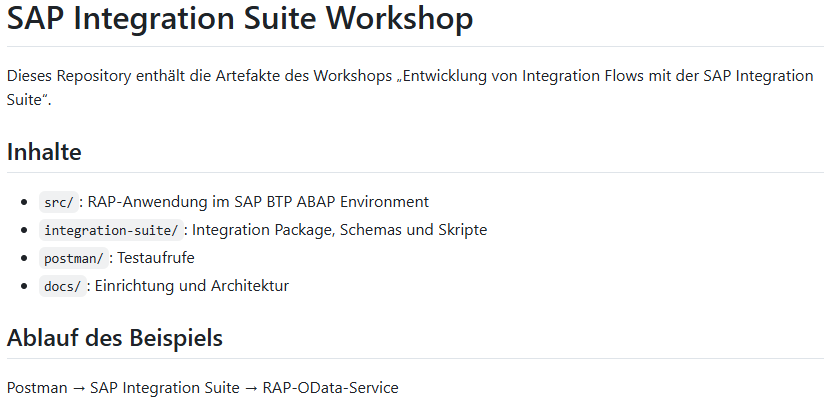 SAP Integration Suite Workshop
Dieses Repository enthält die Artefakte des Workshops „Entwicklung von Integration Flows mit der SAP Integration
Suite“.
Inhalte
• src/ : RAP-Anwendung im SAP BTP ABAP Environment
• integration-suite/ : Integration Package, Schemas und Skripte
• postman/ : Testaufrufe
• docs/ : Einrichtung und Architektur
Ablauf des Beispiels
Postman → SAP Integration Suite → RAP-OData-Service